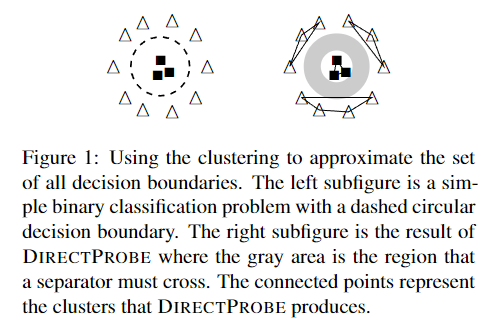 Figure 1: Using the clustering to approximate the set
of all decision boundaries. The left subfigure is a sim-
ple binary classification problem with a dashed circular
decision boundary. The right subfigure is the result of
DIRECTPROBE where the gray area is the region that
a separator must cross. The connected points represent
the clusters that DIRECTPROBE produces.